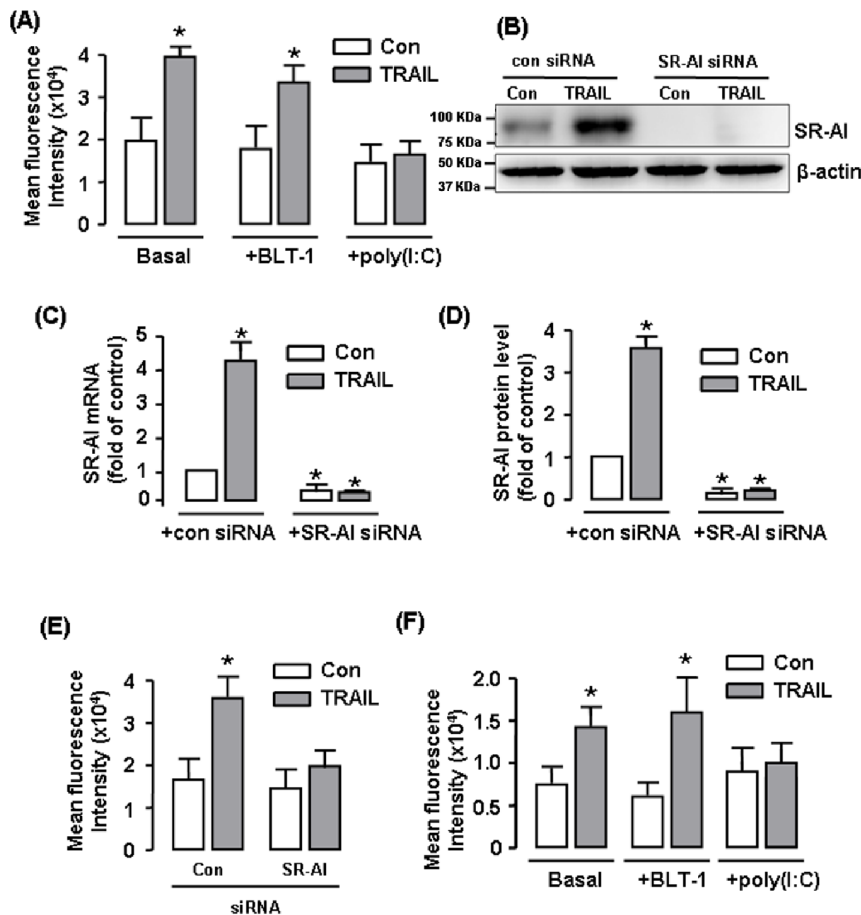 (A)
Mean fluorescence
Intensity (x10⁴)
4
3
2
1
0
*
*
Con
TRAIL
Basal
+BLT-1
+poly(I:C)
(B)
con siRNA
SR-AI siRNA
Con
TRAIL
Con
TRAIL
100 KDa
75 KDa
50 KDa
37 KDa
SR-AI
β-actin
(C)
SR-AI mRNA
(fold of control)
5
4
2
1
0
*
*
*
Con
TRAIL
+con siRNA
+SR-AI siRNA
(D)
SR-AI protein level
(fold of control)
4
3
2
1
0
*
*
*
Con
TRAIL
+con siRNA
+SR-AI siRNA
(E)
Mean fluorescence
Intensity (x10⁴)
4
3
2
1
0
*
Con
TRAIL
Con
SR-AI
siRNA
(F)
Mean fluorescence
Intensity (x10⁴)
2.0
1.5
1.0
0.5
0
*
*
Con
TRAIL
Basal
+BLT-1
+poly(I:C)